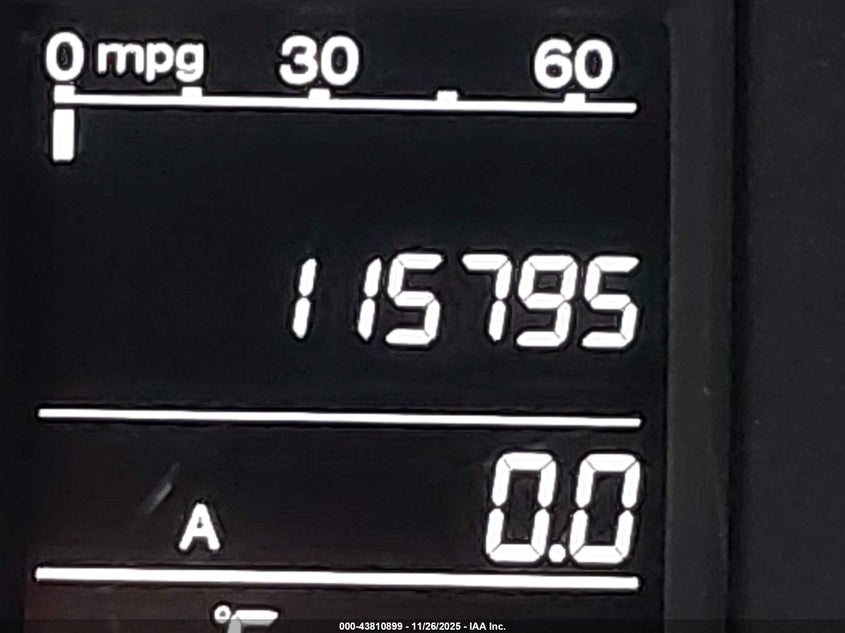 0 mpg 30 60
115795
A 0.0
°F
000-43810899 - 11/26/2025 - IAA Inc.